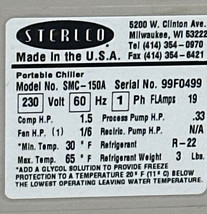 STERLCO
5200 W. Clinton Ave.
Milwaukee, WI 53222
Tel (414) 354-0970
Fax (414) 354-6421
Made in the U.S.A.
Portable Chiller
Model No. SMC-150A Serial No. 99F0499
230 Volt 60 Hz 1 Ph FLAmps 19
Comp H.P. 1.5 Process Pump H.P. .33
Fan H.P. (1) 1/6 Recirc. Pump H.P. N/A
*Min. Temp. 30 °F Refrigerant R-22
Max. Temp. 65 °F Refrigerant Weight 3 Lbs.
*ADD A GLYCOL SOLUTION TO PROVIDE FREEZE
PROTECTION TO A TEMPERATURE 20°F (11°C) BELOW
THE LOWEST OPERATING LEAVING WATER TEMPERATURE.